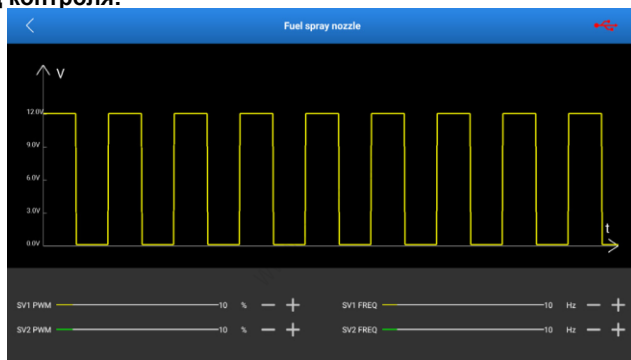 контроля:
Fuel spray nozzle
V
12.0V
9.0V
6.0V
3.0V
0.0V
t
SV1 PWM 10 % — + SV1 FREQ 10 Hz — +
SV2 PWM 10 % — + SV2 FREQ 10 Hz — +